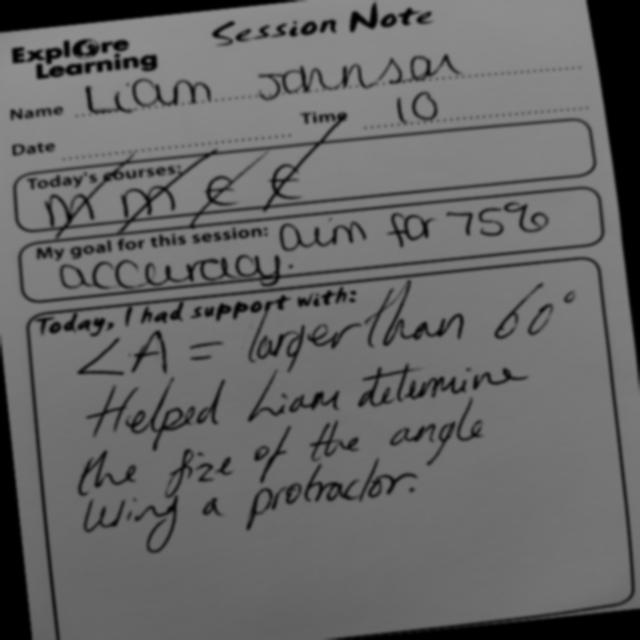 Session Note
Explore
Learning
Name Liam Johnson
Date Time 10
Today's courses:
M M E E
My goal for this session: aim for 75%
accuracy.
Today, I had support with:
∠A = larger than 60°
Helped Liam determine
the size of the angle
using a protractor.